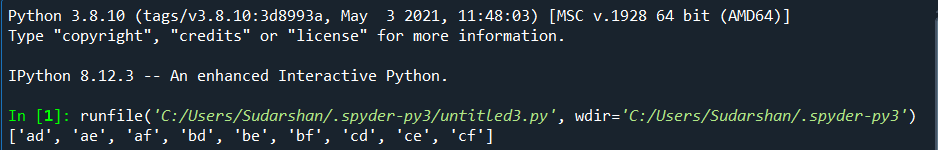 Python 3.8.10 (tags/v3.8.10:3d8993a, May  3 2021, 11:48:03) [MSC v.1928 64 bit (AMD64)]
Type "copyright", "credits" or "license" for more information.
IPython 8.12.3 -- An enhanced Interactive Python.
In [1]: runfile('C:/Users/Sudarshan/.spyder-py3/untitled3.py', wdir='C:/Users/Sudarshan/.spyder-py3')
['ad', 'ae', 'af', 'bd', 'be', 'bf', 'cd', 'ce', 'cf']